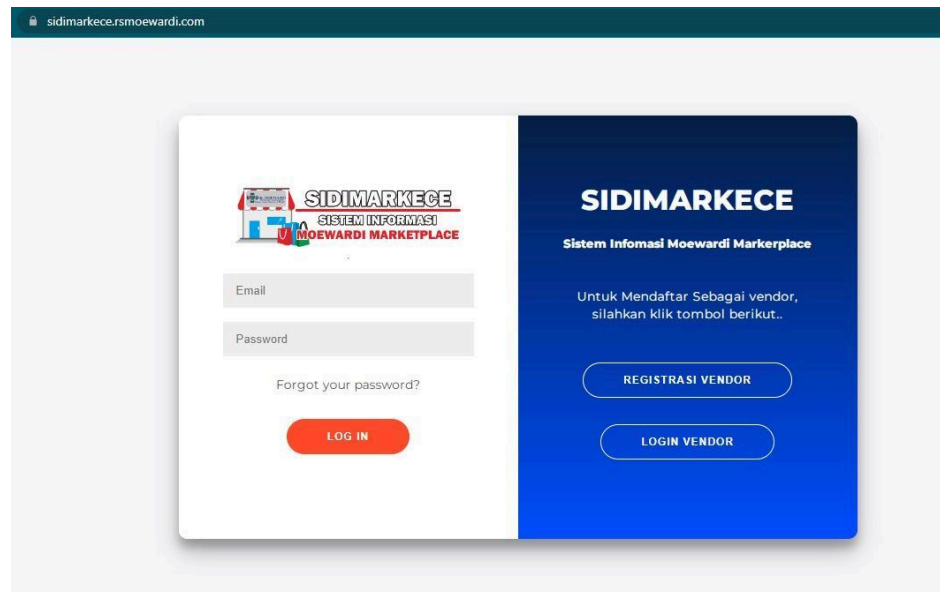 sidimarkece.rsmoewardi.com
SIDIMARKECE
SISTEM INFORMASI
MOEWARDI MARKETPLACE
Email
Password
Forgot your password?
LOG IN
SIDIMARKECE
Sistem Infomasi Moewardi Markerplace
Untuk Mendaftar Sebagai vendor,
silahkan klik tombol berikut..
REGISTRASI VENDOR
LOGIN VENDOR